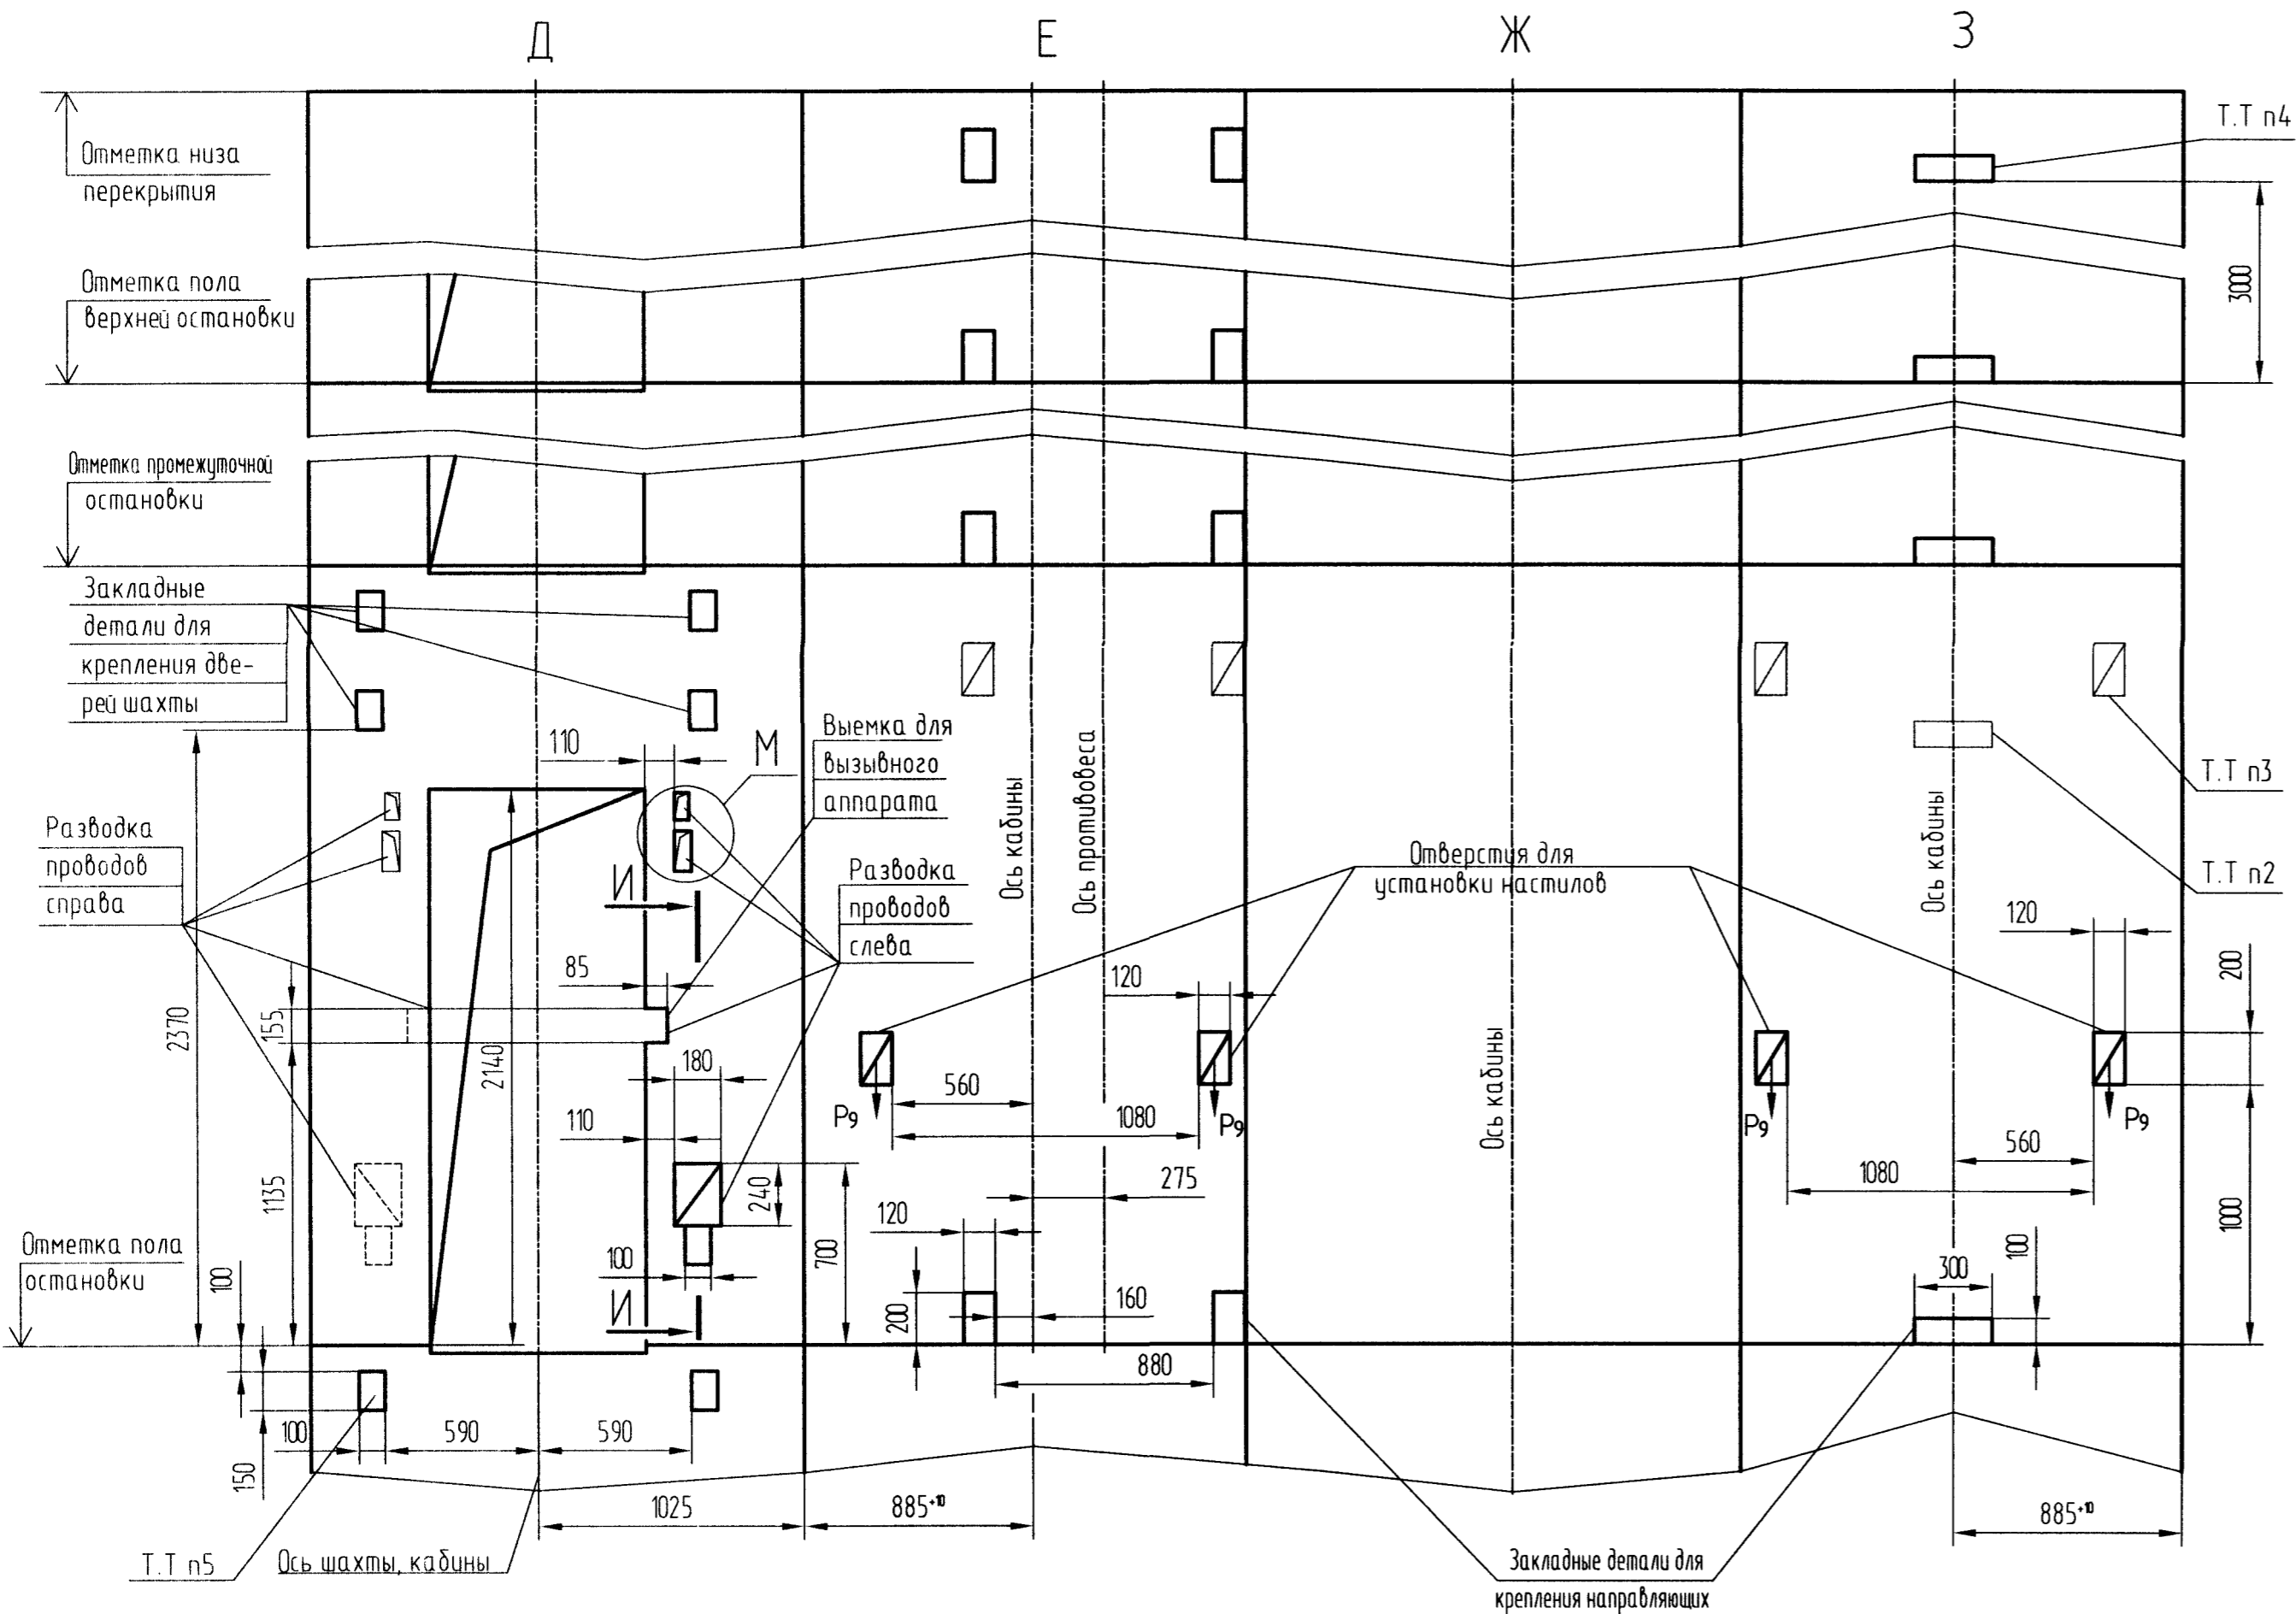 Д
Е
Ж
З
Отметка низа
перекрытия
Т.Т п4
Отметка пола
верхней остановки
3000
Отметка промежуточной
остановки
Закладные
детали для
крепления две-
рей шахты
110
М
Выемка для
вызывного
аппарата
Ось кабины
Ось противовеса
Ось кабины
Т.Т п3
Т.Т п2
Разводка
проводов
справа
И
Разводка
проводов
слева
Отверстия для
установки настилов
120
200
2370
155
2140
85
120
180
560
Р9
1080
Р9
Ось кабины
Р9
Р9
110
560
1080
1135
240
700
275
120
1000
Отметка пола
остановки
100
100
И
200
160
300
100
880
100
590
590
150
1025
885+10
885+10
Т.Т п5
Ось шахты, кабины
Закладные детали для
крепления направляющих